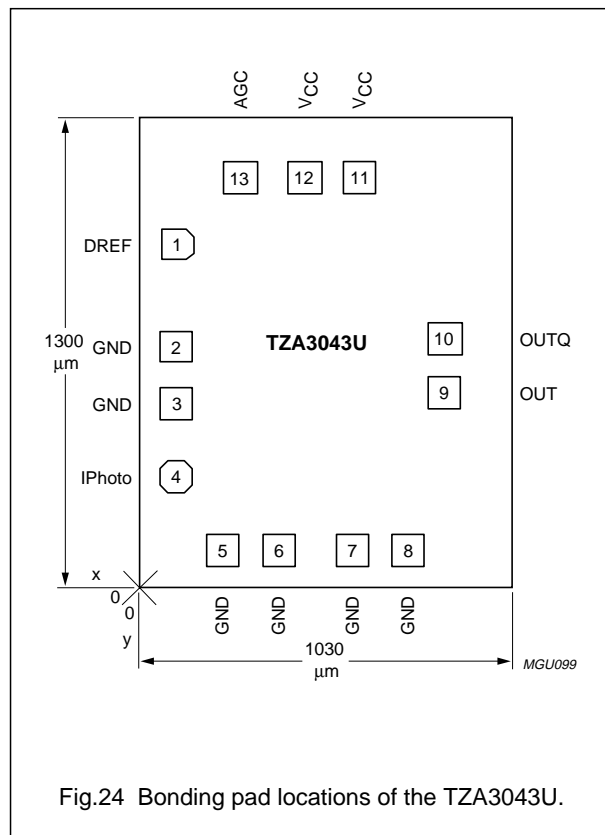 AGC
VCC
VCC
13
12
11
DREF
1
1300
μm
GND
2
TZA3043U
10
OUTQ
GND
3
9
OUT
IPhoto
4
5
6
7
8
x
0
0
y
GND
GND
GND
GND
1030
μm
MGU099
Fig.24 Bonding pad locations of the TZA3043U.